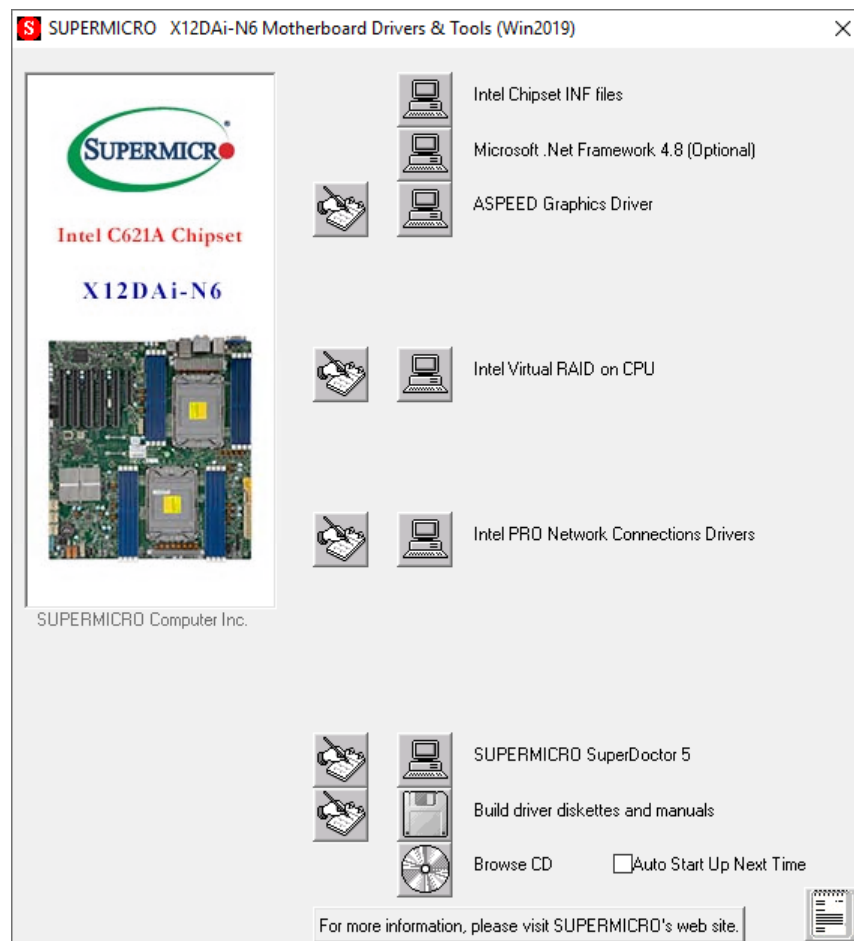 SUPERMICRO X12DAi-N6 Motherboard Drivers & Tools (Win2019)
SUPERMICRO
Intel C621A Chipset
X12DAi-N6
SUPERMICRO Computer Inc.
Intel Chipset INF files
Microsoft .Net Framework 4.8 (Optional)
ASPEED Graphics Driver
Intel Virtual RAID on CPU
Intel PRO Network Connections Drivers
SUPERMICRO SuperDoctor 5
Build driver diskettes and manuals
Browse CD
Auto Start Up Next Time
For more information, please visit SUPERMICRO's web site.